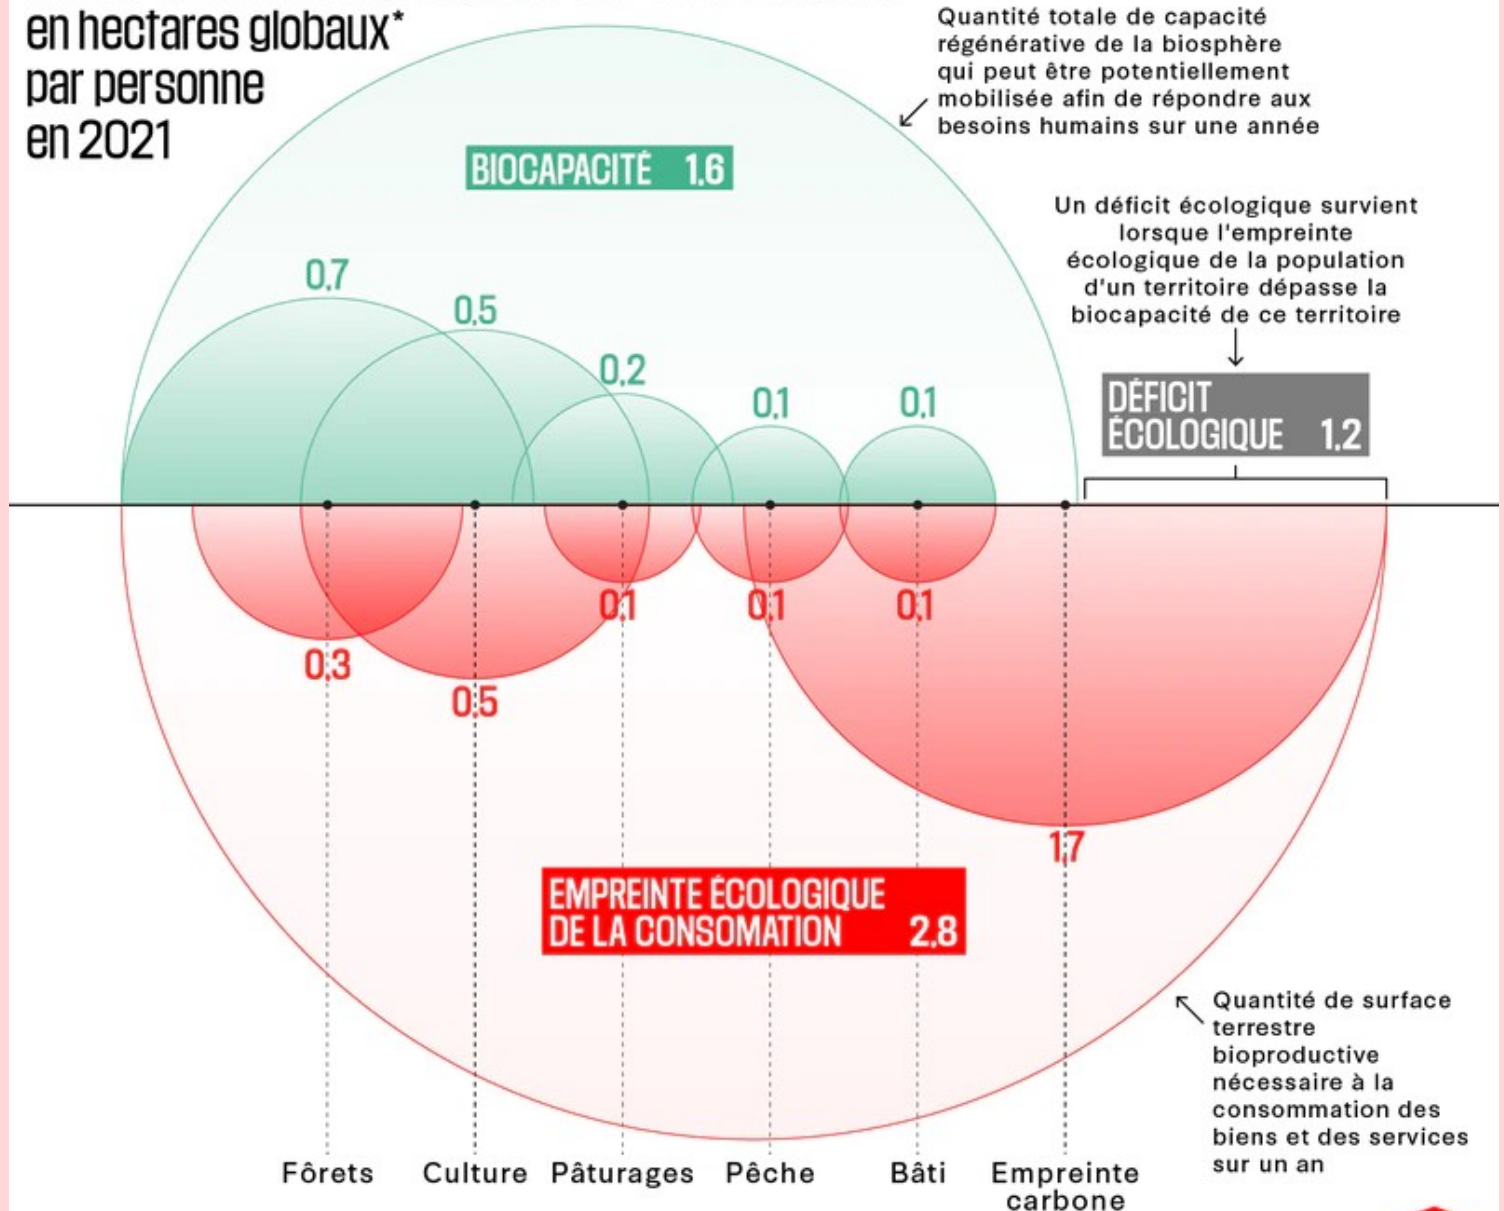 en hectares globaux*
par personne
en 2021
Quantité totale de capacité
régénérative de la biosphère
qui peut être potentiellement
mobilisée afin de répondre aux
besoins humains sur une année
BIOCAPACITÉ 1,6
Un déficit écologique survient
lorsque l'empreinte
écologique de la population
d'un territoire dépasse la
biocapacité de ce territoire
DÉFICIT
ÉCOLOGIQUE 1,2
0,7
0,5
0,2
0,1
0,1
0,3
0,5
0,1
0,1
0,1
1,7
EMPREINTE ÉCOLOGIQUE
DE LA CONSOMATION 2,8
Quantité de surface
terrestre
bioproductive
nécessaire à la
consommation des
biens et des services
sur un an
Fôrets Culture Pâturages Pêche Bâti Empreinte
carbone